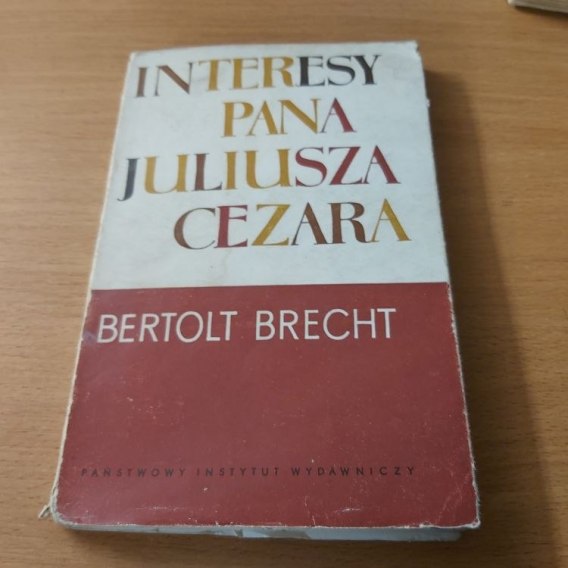 INTERESY
PANA
JULIUSZA
CEZARA
BERTOLT BRECHT
PAŃSTWOWY INSTYTUT WYDAWNICZY